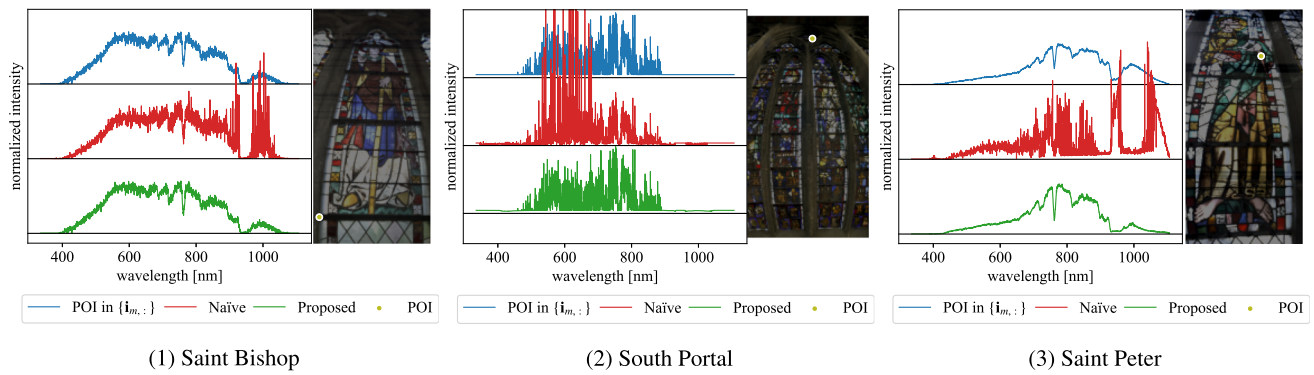 normalized intensity
400 600 800 1000
wavelength [nm]
POI in {i_{m, :}} Naïve Proposed POI
(1) Saint Bishop
normalized intensity
400 600 800 1000
wavelength [nm]
POI in {i_{m, :}} Naïve Proposed POI
(2) South Portal
normalized intensity
400 600 800 1000
wavelength [nm]
POI in {i_{m, :}} Naïve Proposed POI
(3) Saint Peter